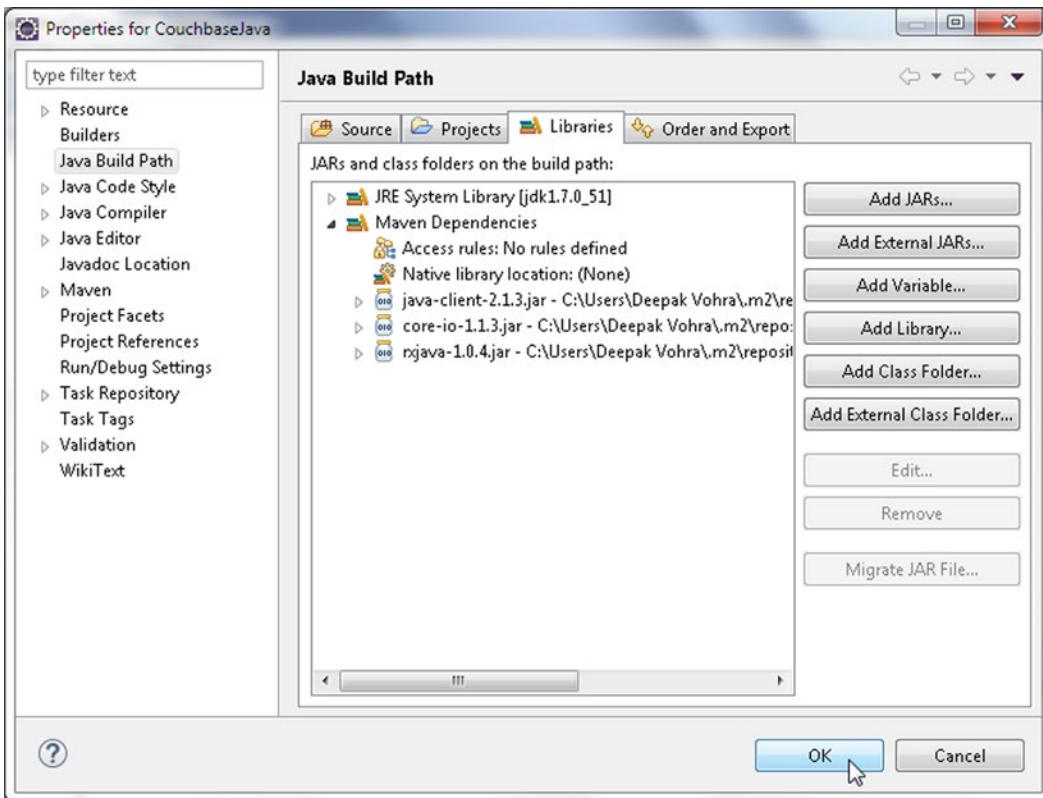 Properties for CouchbaseJava
type filter text
Resource
Builders
Java Build Path
Java Code Style
Java Compiler
Java Editor
Javadoc Location
Maven
Project Facets
Project References
Run/Debug Settings
Task Repository
Task Tags
Validation
WikiText
Java Build Path
Source Projects Libraries Order and Export
JARs and class folders on the build path:
JRE System Library [jdk1.7.0_51]
Maven Dependencies
Access rules: No rules defined
Native library location: (None)
java-client-2.1.3.jar - C:\Users\Deepak Vohra\.m2\re
core-io-1.1.3.jar - C:\Users\Deepak Vohra\.m2\repo:
rxjava-1.0.4.jar - C:\Users\Deepak Vohra\.m2\reposit
Add JARs...
Add External JARs...
Add Variable...
Add Library...
Add Class Folder...
Add External Class Folder...
Edit...
Remove
Migrate JAR File...
OK Cancel